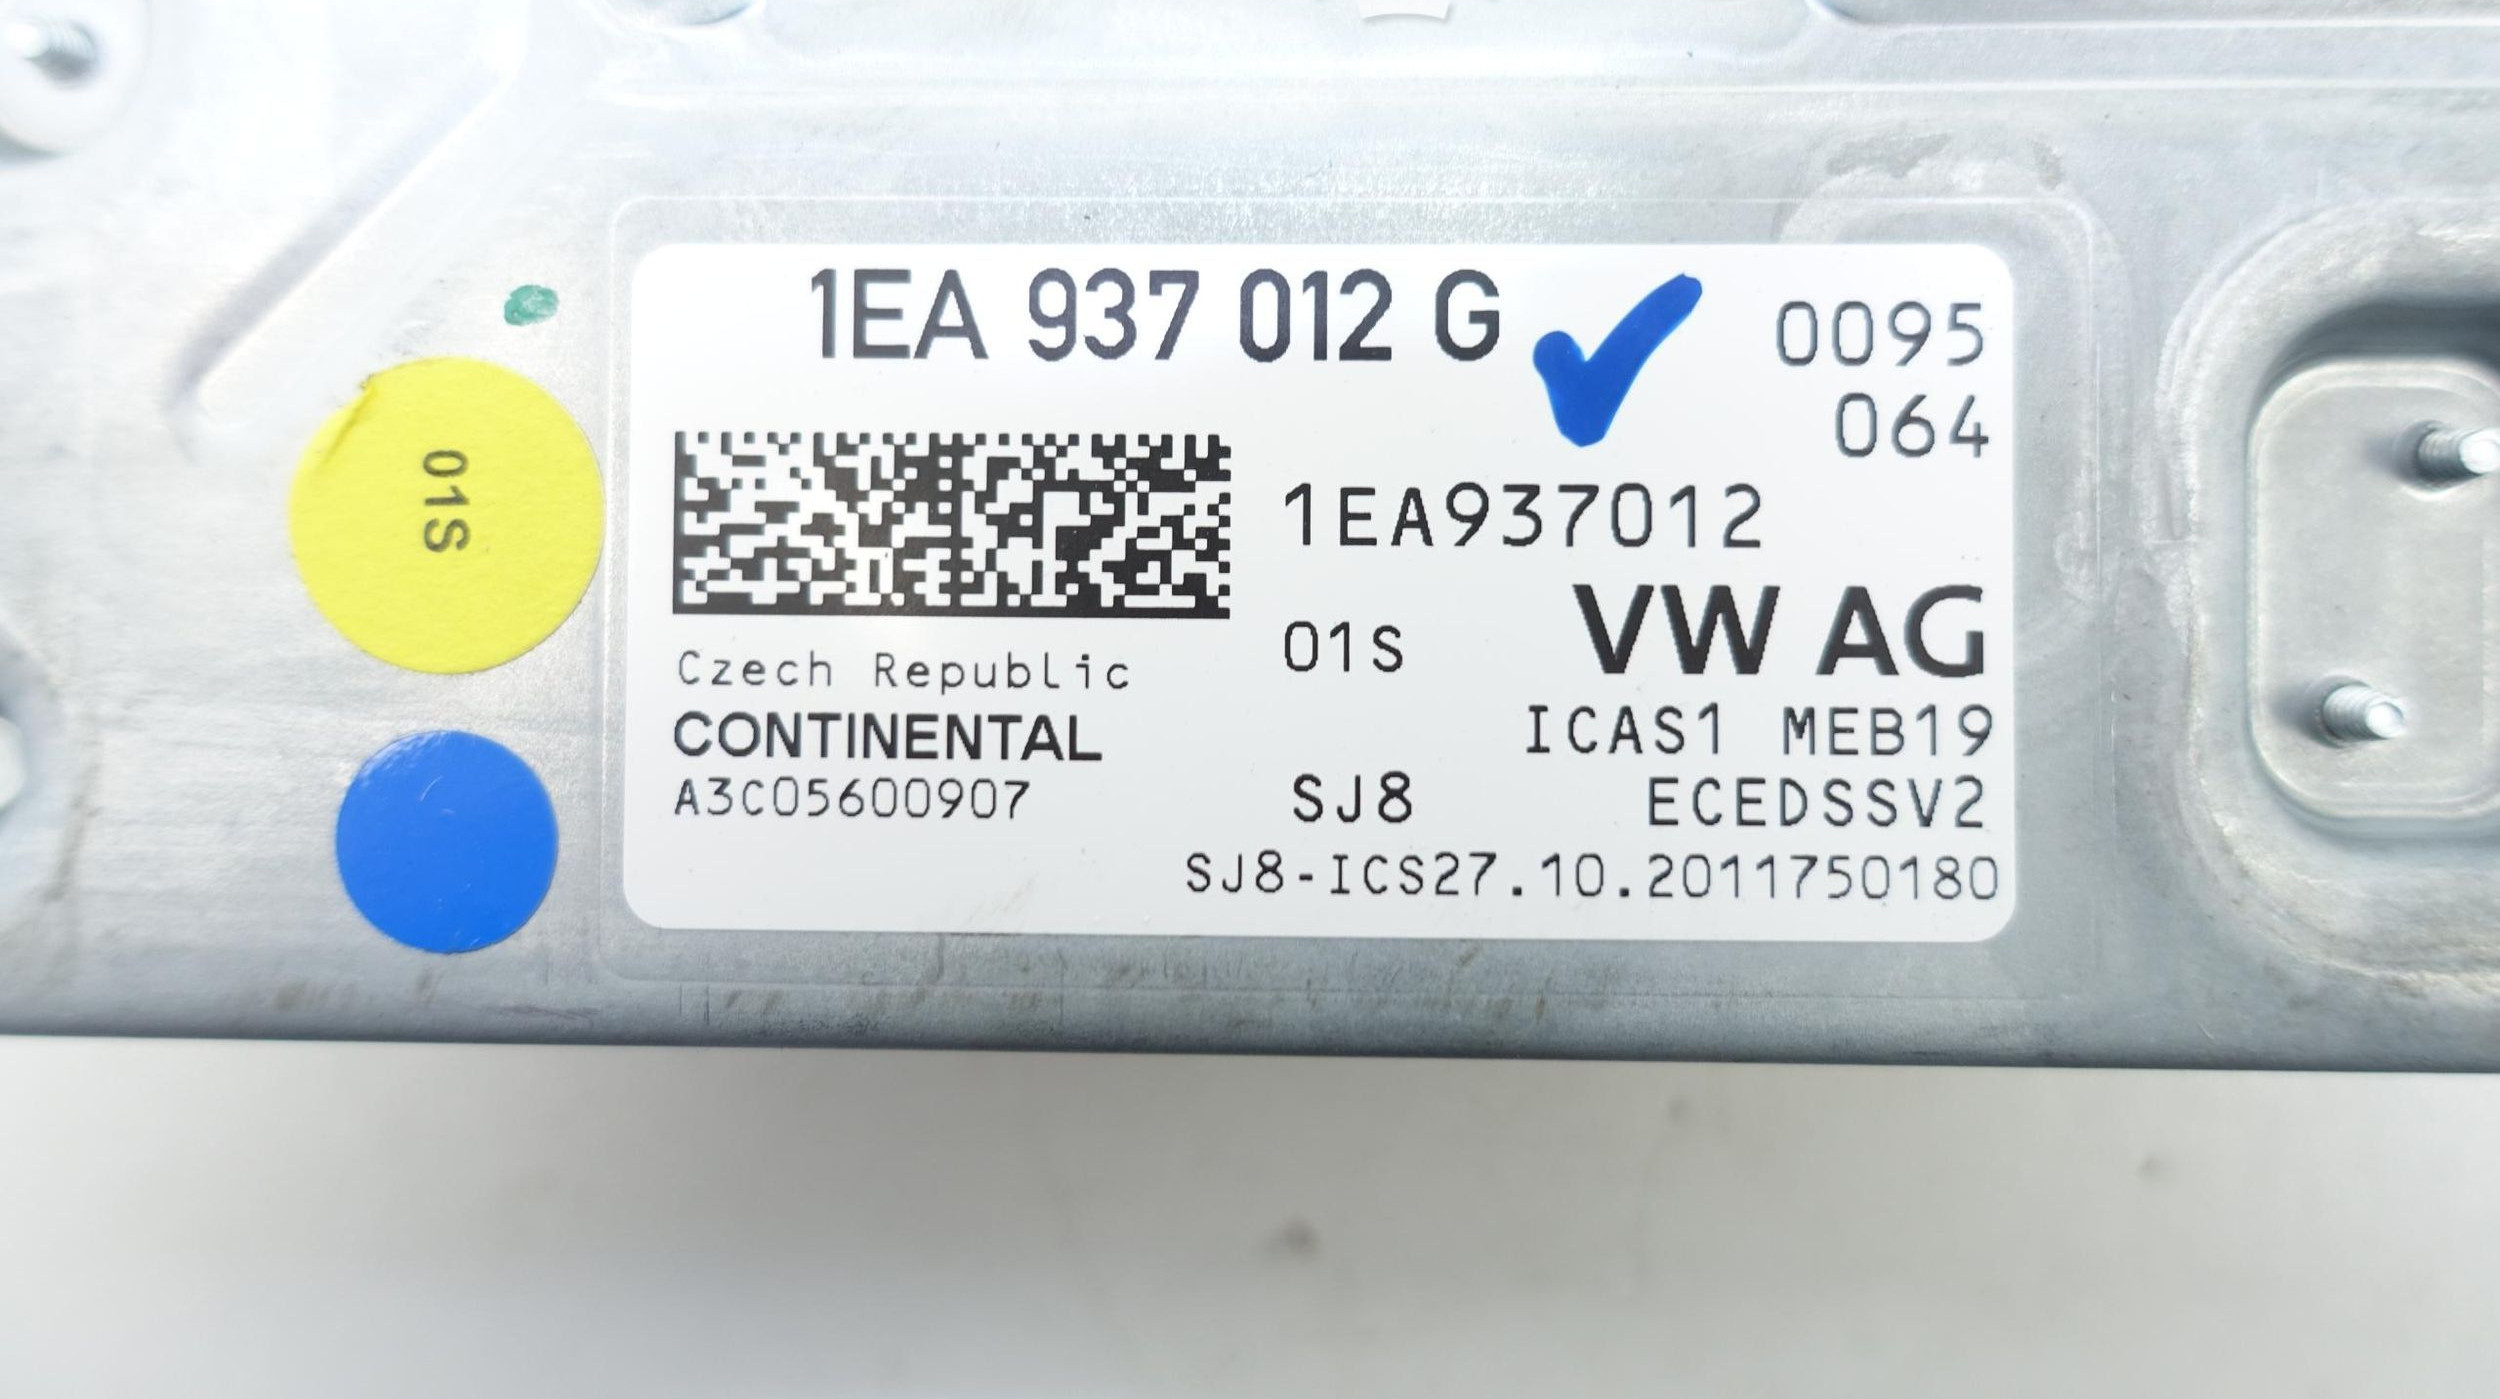 1EA 937 012 G
0095
064
1EA937012
01S
VW AG
Czech Republic
CONTINENTAL
ICAS1 MEB19
A3C05600907
SJ8
ECEDSSV2
SJ8-ICS27.10.2011750180
01S